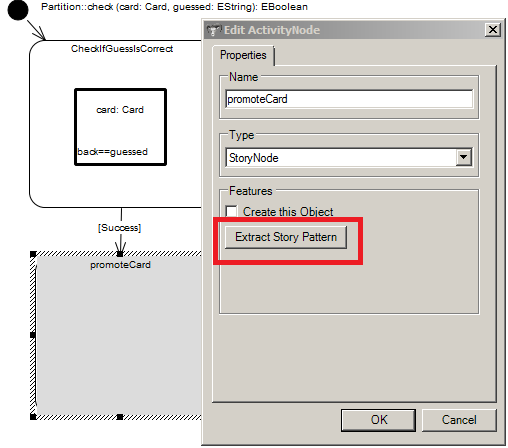 Partition::check (card: Card, guessed: EString): EBoolean
CheckIfGuessIsCorrect
card: Card
back==guessed
[Success]
promoteCard
Edit ActivityNode
Properties
Name
promoteCard
Type
StoryNode
Features
Create this Object
Extract Story Pattern
OK
Cancel